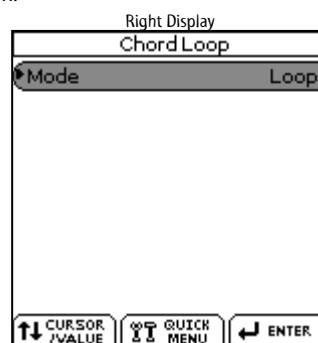 Right Display
Chord Loop
Mode Loop
CURSOR /VALUE QUICK MENU ENTER